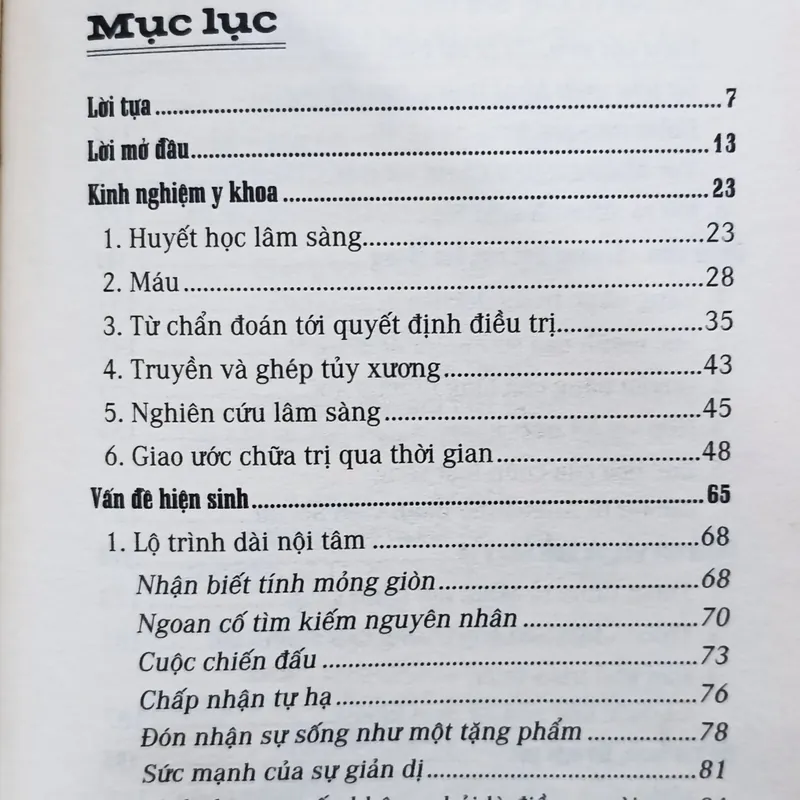 Mục lục
Lời tựa 7
Lời mở đầu 13
Kinh nghiệm y khoa 23
1. Huyết học lâm sàng 23
2. Máu 28
3. Từ chẩn đoán tới quyết định điều trị 35
4. Truyền và ghép tủy xương 43
5. Nghiên cứu lâm sàng 45
6. Giao ước chữa trị qua thời gian 48
Vấn đề hiện sinh 65
1. Lộ trình dài nội tâm 68
Nhận biết tính mỏng giòn 68
Ngoan cố tìm kiếm nguyên nhân 70
Cuộc chiến đấu 73
Chấp nhận tự hạ 76
Đón nhận sự sống như một tặng phẩm 78
Sức mạnh của sự giản dị 81